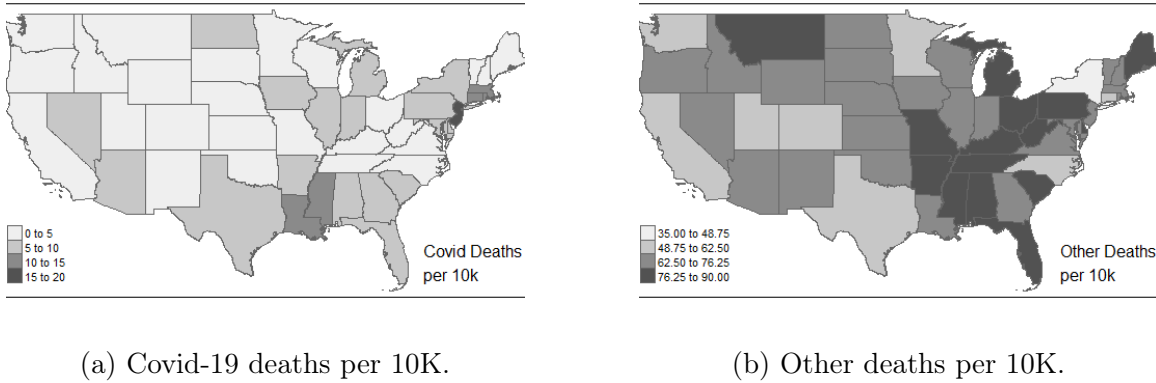 0 to 5
5 to 10
10 to 15
15 to 20
Covid Deaths
per 10k
35.00 to 48.75
48.75 to 62.50
62.50 to 76.25
76.25 to 90.00
Other Deaths
per 10k
(a) Covid-19 deaths per 10K.
(b) Other deaths per 10K.